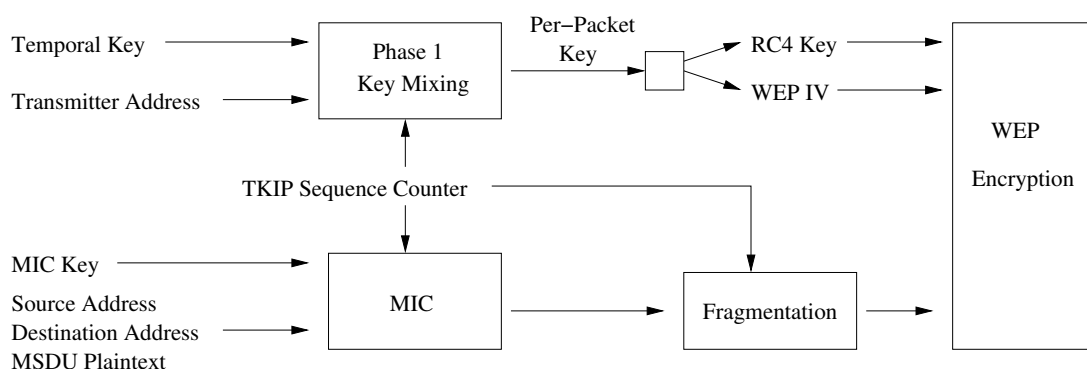 Temporal Key
Transmitter Address
Phase 1
Key Mixing
Per−Packet
Key
RC4 Key
WEP IV
WEP
Encryption
TKIP Sequence Counter
MIC Key
Source Address
Destination Address
MSDU Plaintext
MIC
Fragmentation